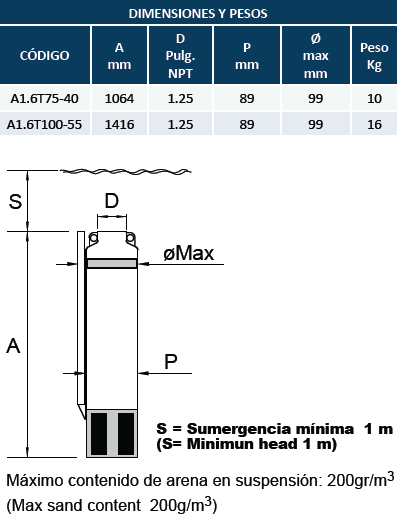 DIMENSIONES Y PESOS
CÓDIGO A mm D Pulg. NPT P mm Ø max mm Peso Kg
A1.6T75-40 1064 1.25 89 99 10
A1.6T100-55 1416 1.25 89 99 16
S
D
øMax
A
P
S = Sumergencia mínima 1 m
(S= Minimun head 1 m)
Máximo contenido de arena en suspensión: 200gr/m³
(Max sand content 200g/m³)